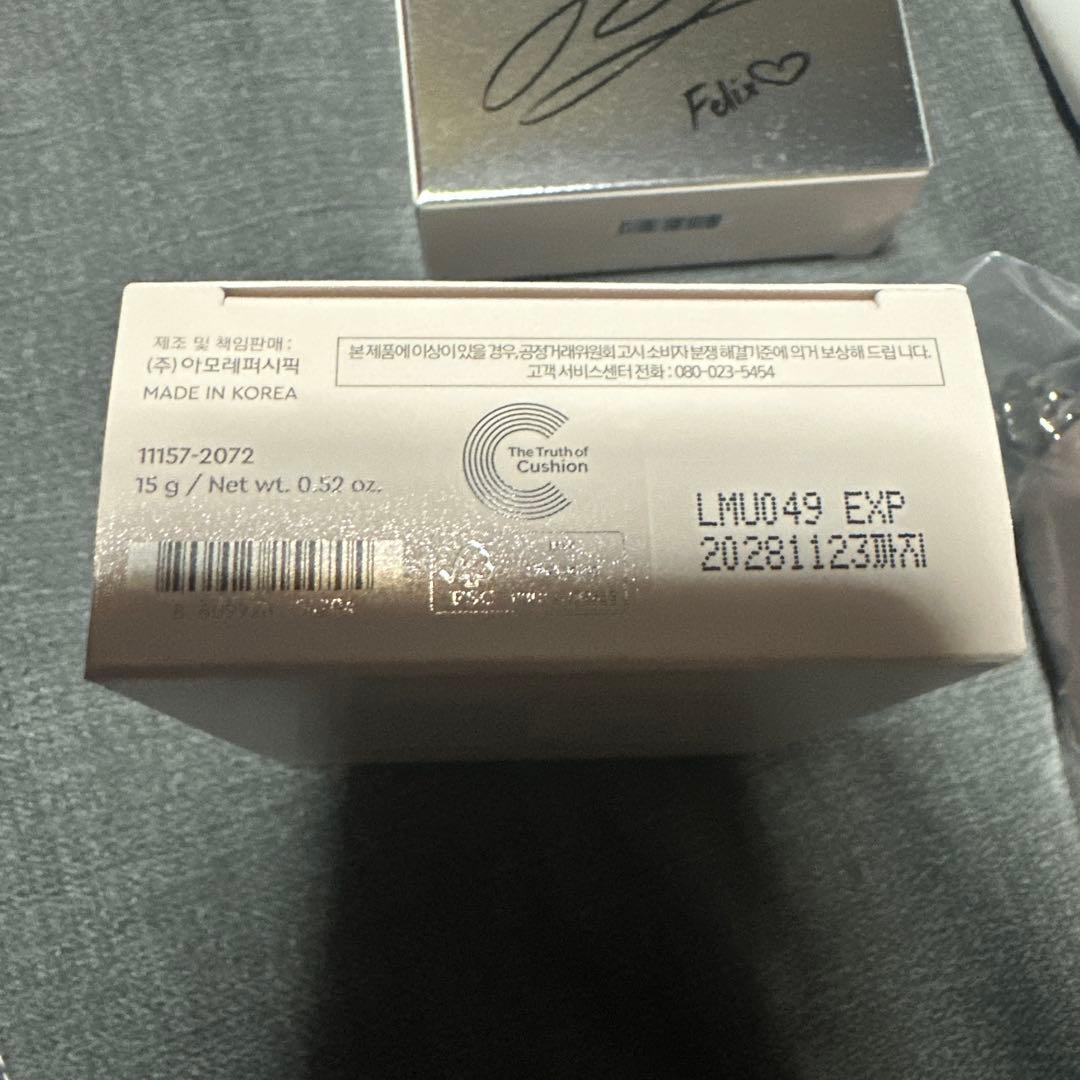 Felix♡
제조 및 책임판매 :
(주)아모레퍼시픽
MADE IN KOREA
본 제품에 이상이 있을 경우, 공정거래위원회 고시 소비자 분쟁 해결기준에 의거 보상해 드립니다.
고객 서비스센터 전화 : 080-023-5454
11157-2072
15 g / Net wt. 0.52 oz.
The Truth of
Cushion
LMU049 EXP
20281123까지
FSC